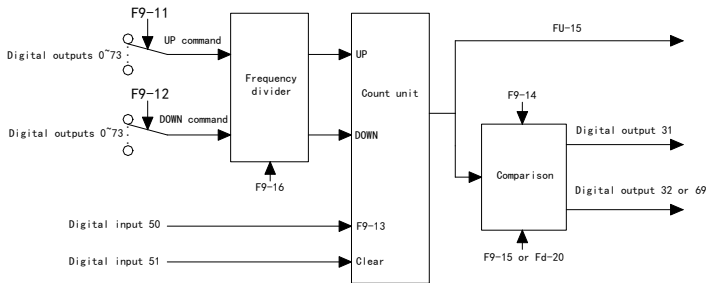 F9-11
UP command
Digital outputs 0~73
F9-12
DOWN command
Digital outputs 0~73
Frequency
divider
F9-16
UP
Count unit
DOWN
F9-13
Clear
Digital input 50
Digital input 51
FU-15
F9-14
Comparison
Digital output 31
Digital output 32 or 69
F9-15 or Fd-20